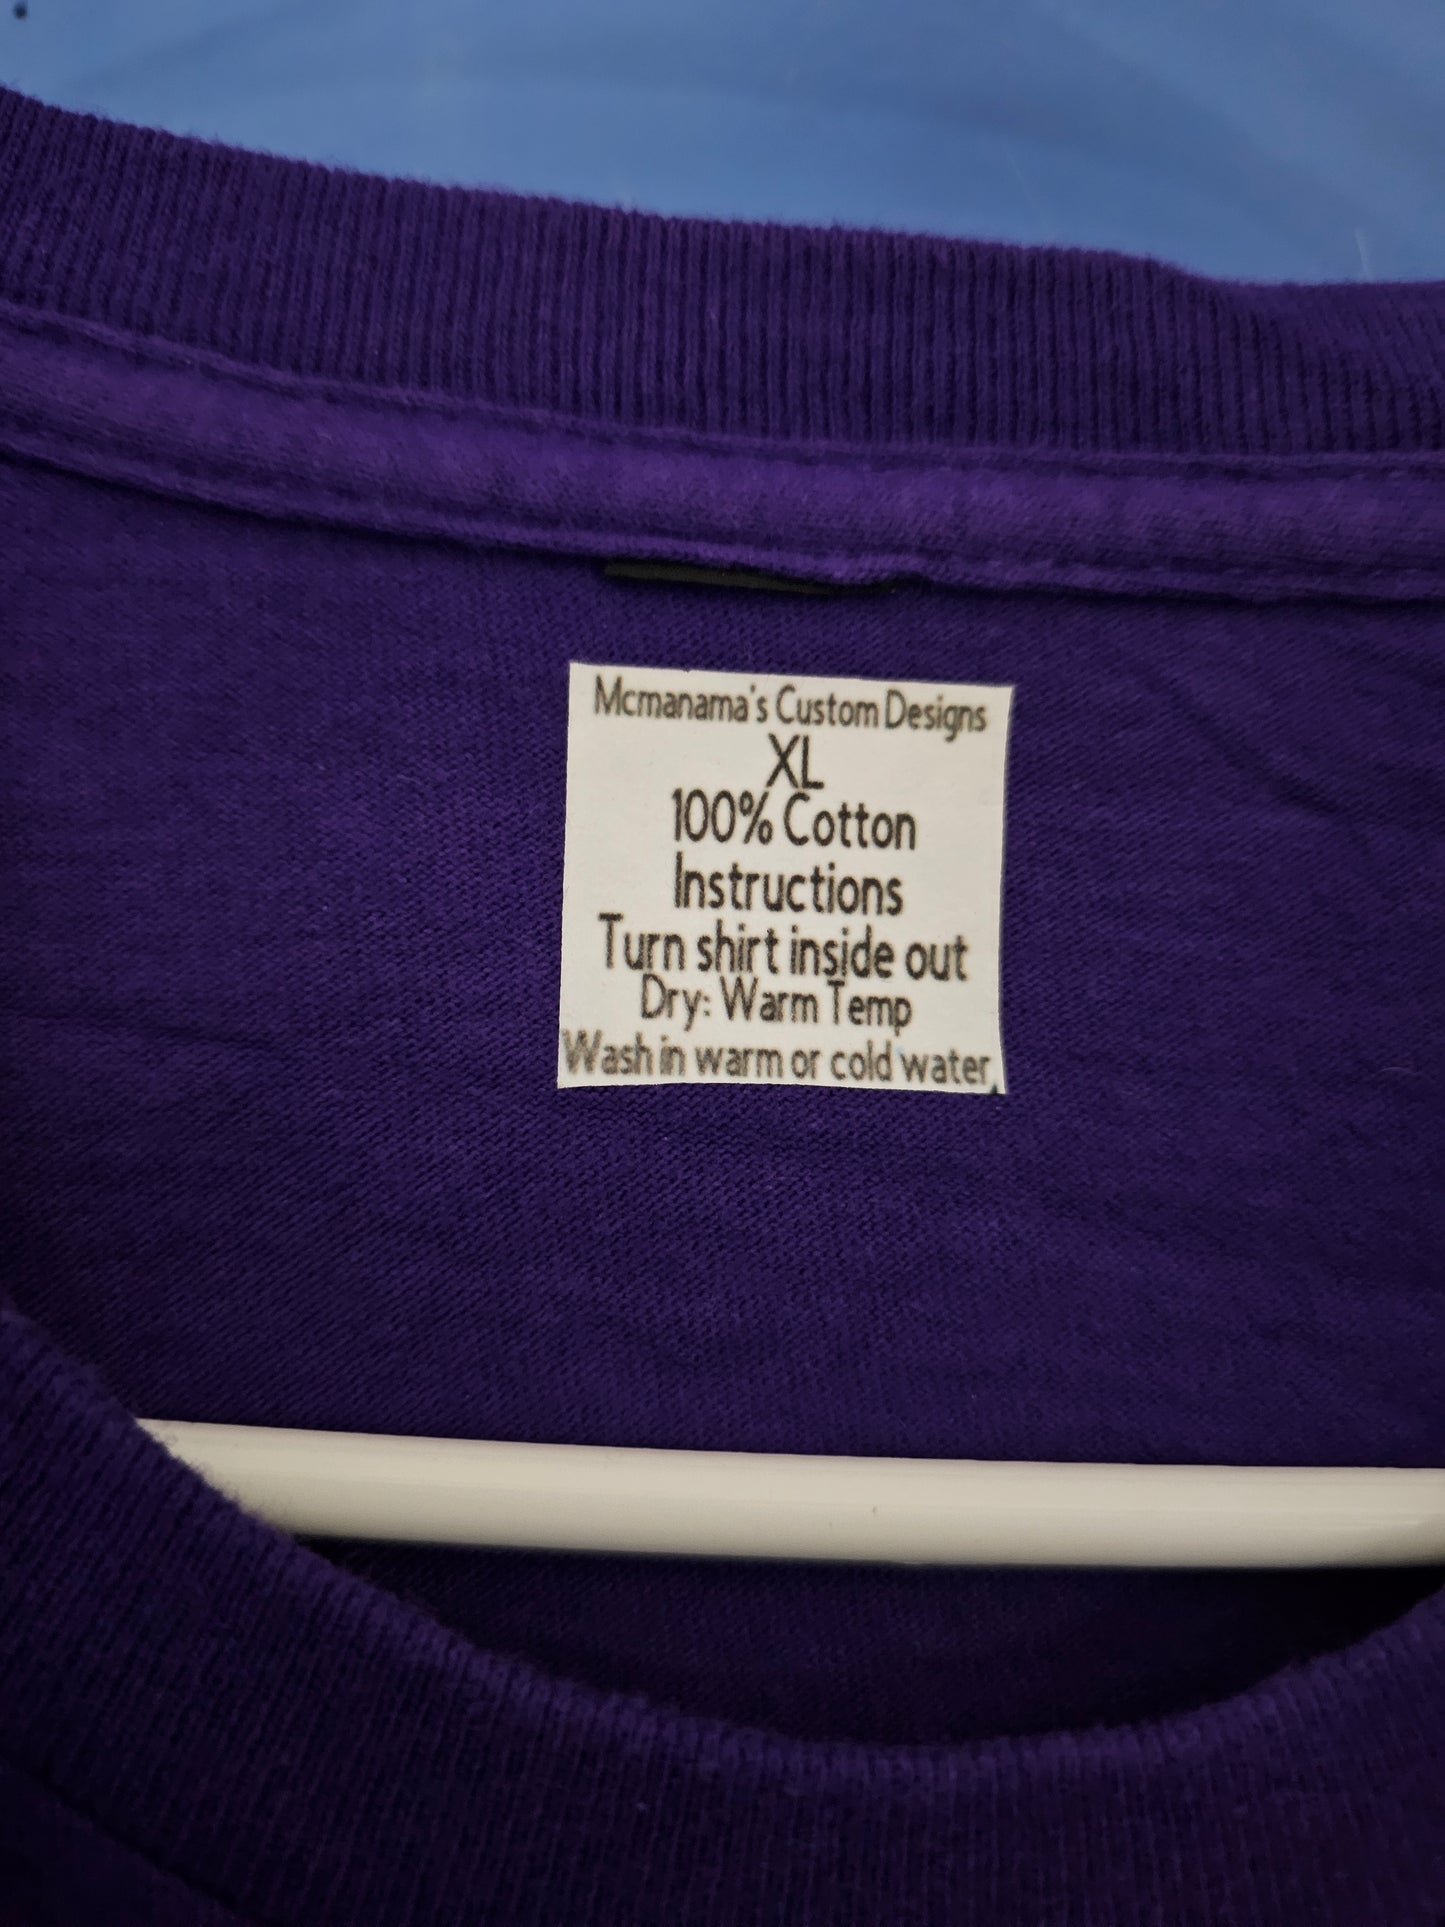 Mcmanama's Custom Designs
XL
100% Cotton
Instructions
Turn shirt inside out
Dry: Warm Temp
Wash in warm or cold water